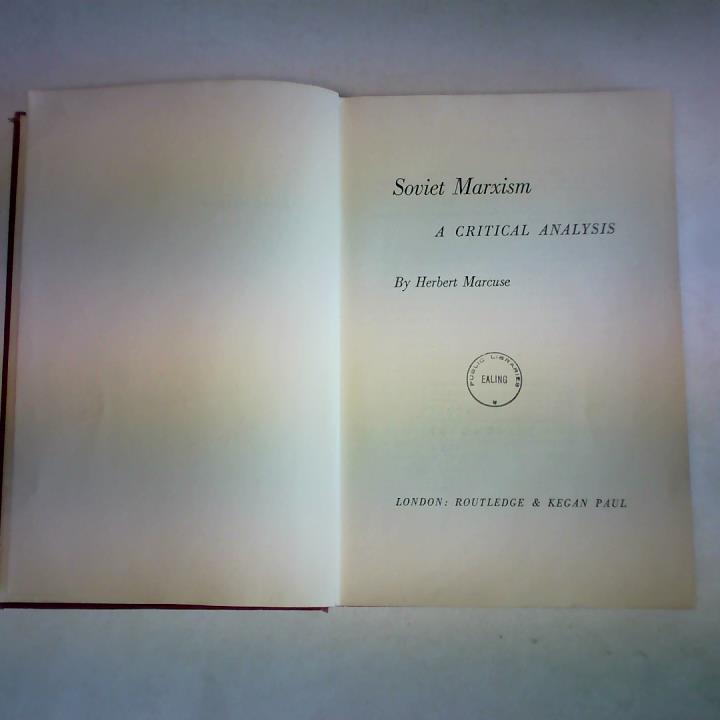 Soviet Marxism
A CRITICAL ANALYSIS
By Herbert Marcuse
PUBLIC LIBRARIES
EALING
LONDON: ROUTLEDGE & KEGAN PAUL